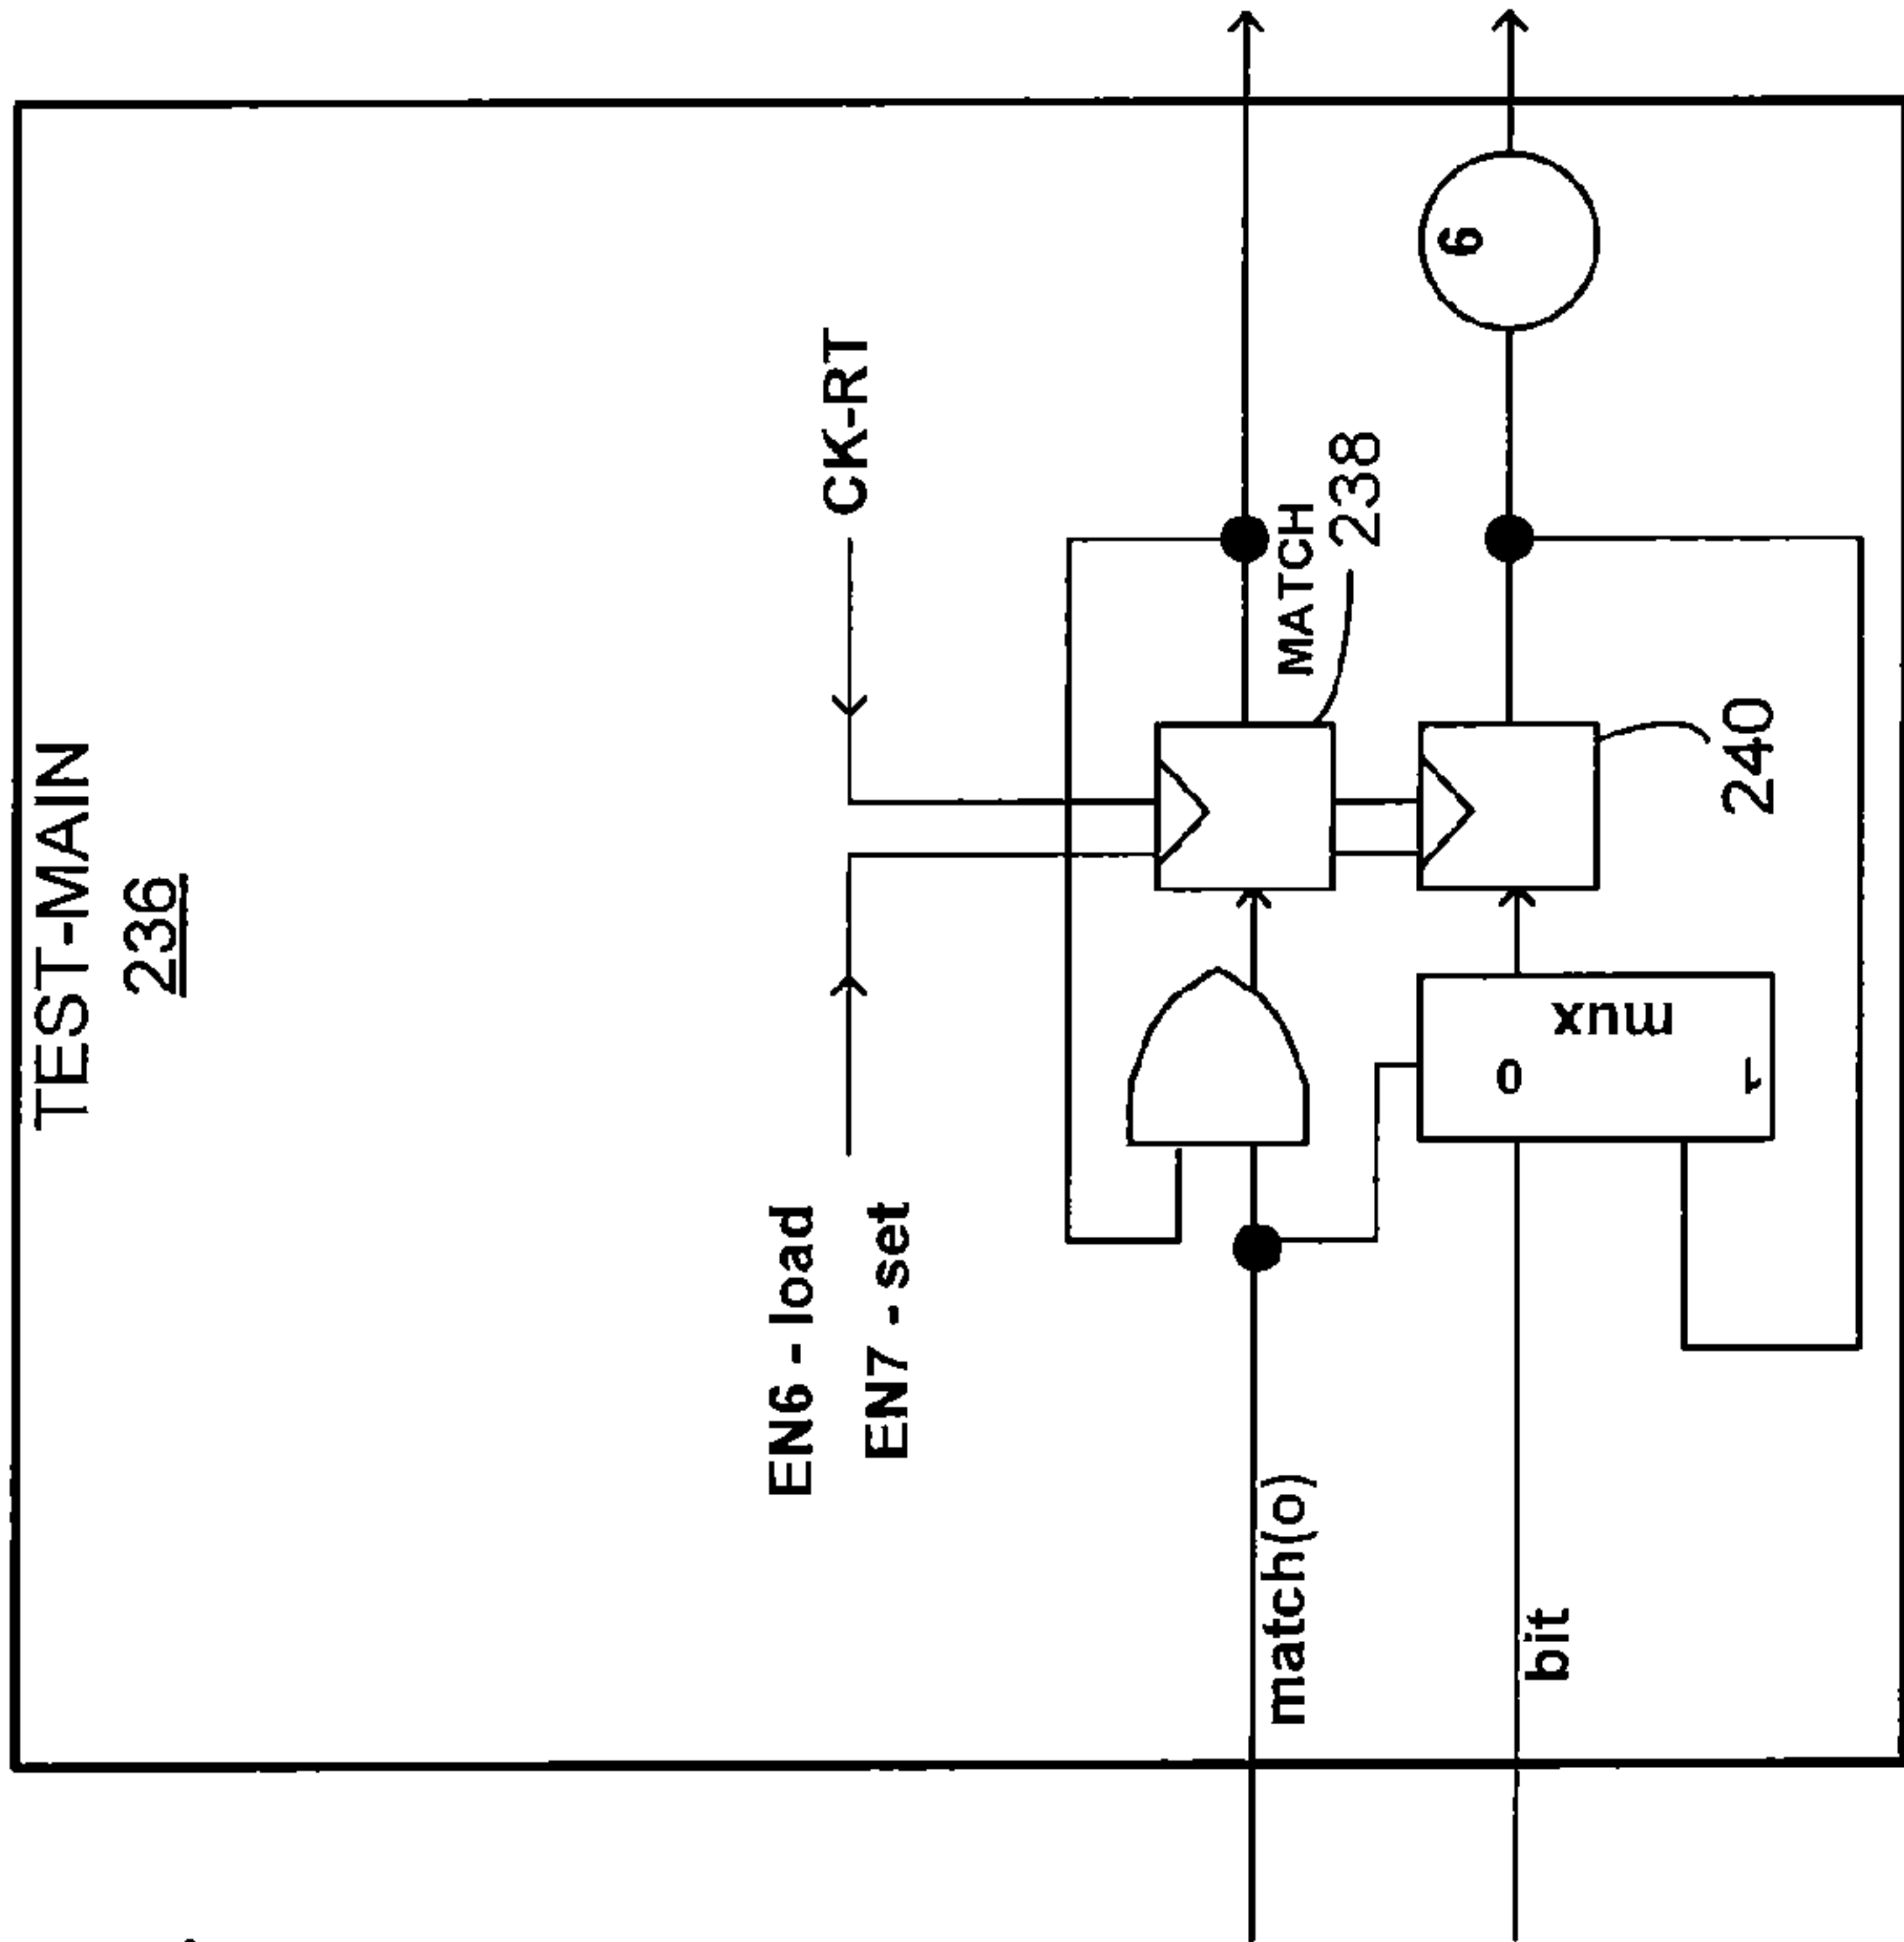 TEST-MAIN
236
EN6 - load
EN7 - set
CK-RT
match(o)
MATCH
238
bit
0
mux
1
240
6